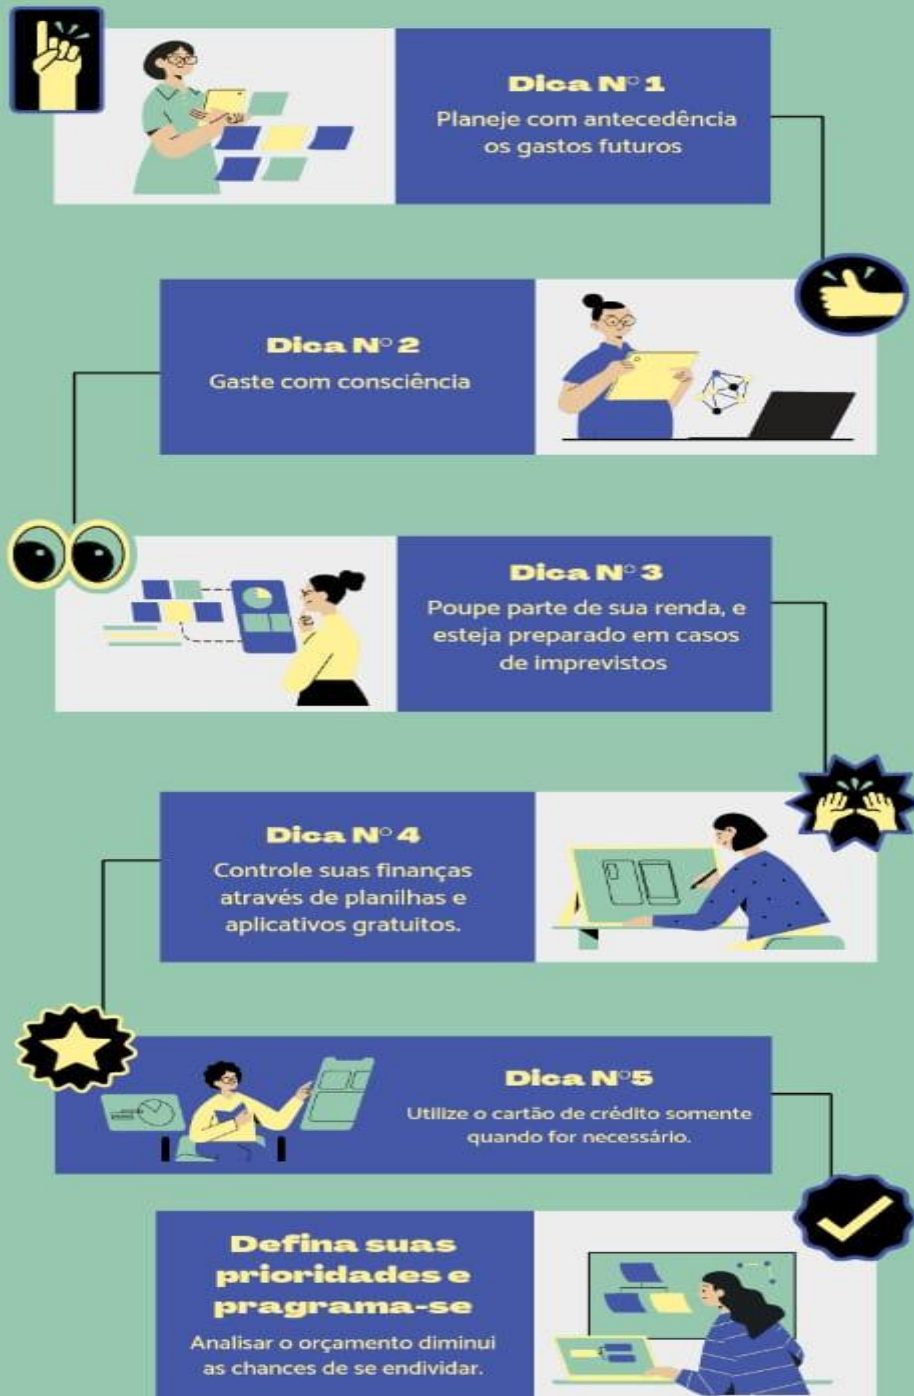 Dica N° 1
Planeje com antecedência
os gastos futuros
Dica N° 2
Gaste com consciência
Dica N° 3
Poupe parte de sua renda, e
esteja preparado em casos
de imprevistos
Dica N° 4
Controle suas finanças
através de planilhas e
aplicativos gratuitos.
Dica N°5
Utilize o cartão de crédito somente
quando for necessário.
Defina suas
prioridades e
pragrama-se
Analisar o orçamento diminui
as chances de se endividar.